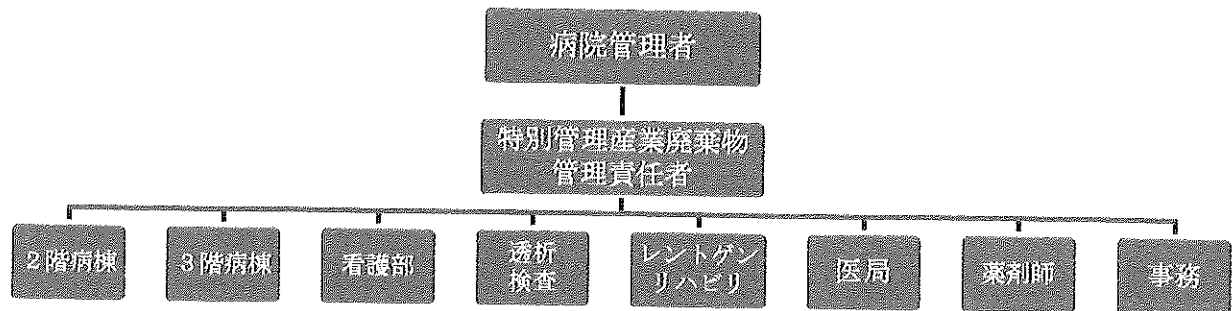 病院管理者
特別管理産業廃棄物
管理責任者
2階病棟
3階病棟
看護部
透析
検査
レントゲン
リハビリ
医局
薬剤師
事務